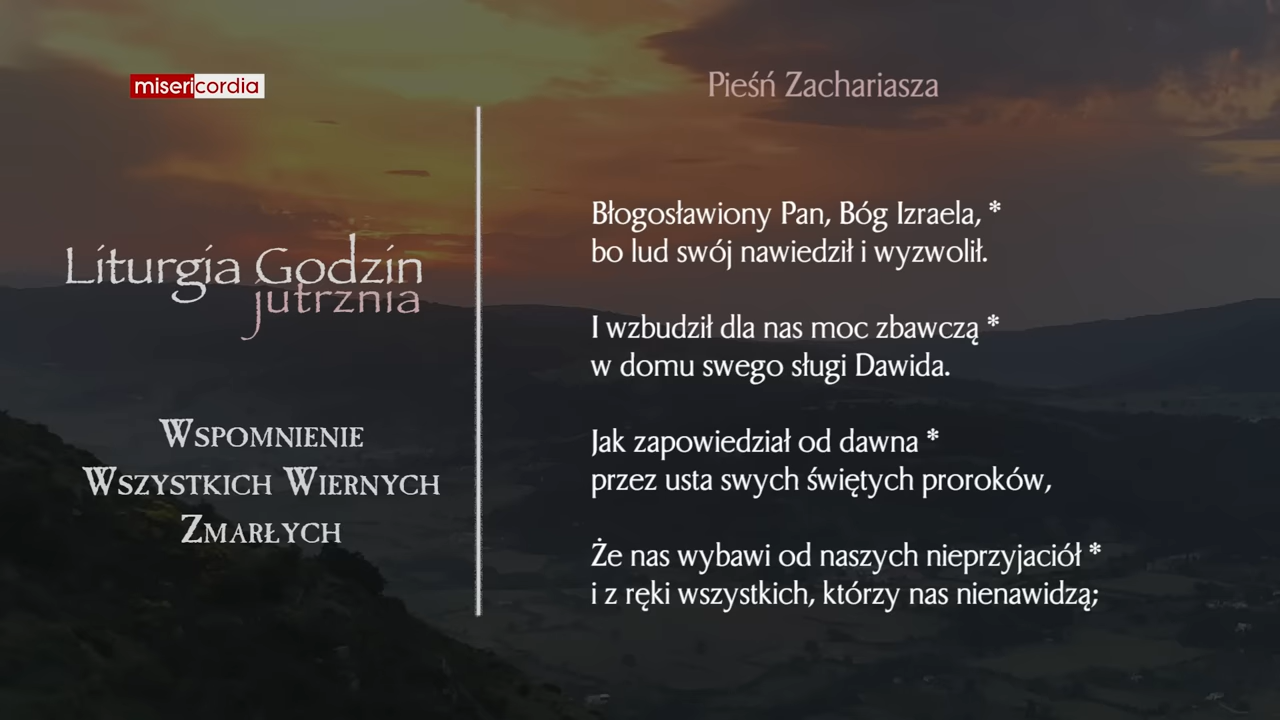 misericordia
Liturgia Godzin
jutrznia
Wspomnienie
Wszystkich Wiernych
Zmarłych
Pieśń Zachariasza
Błogosławiony Pan, Bóg Izraela, *
bo lud swój nawiedził i wyzwolił.
I wzbudził dla nas moc zbawczą *
w domu swego sługi Dawida.
Jak zapowiedział od dawna *
przez usta swych świętych proroków,
Że nas wybawi od naszych nieprzyjaciół *
i z ręki wszystkich, którzy nas nienawidzą;